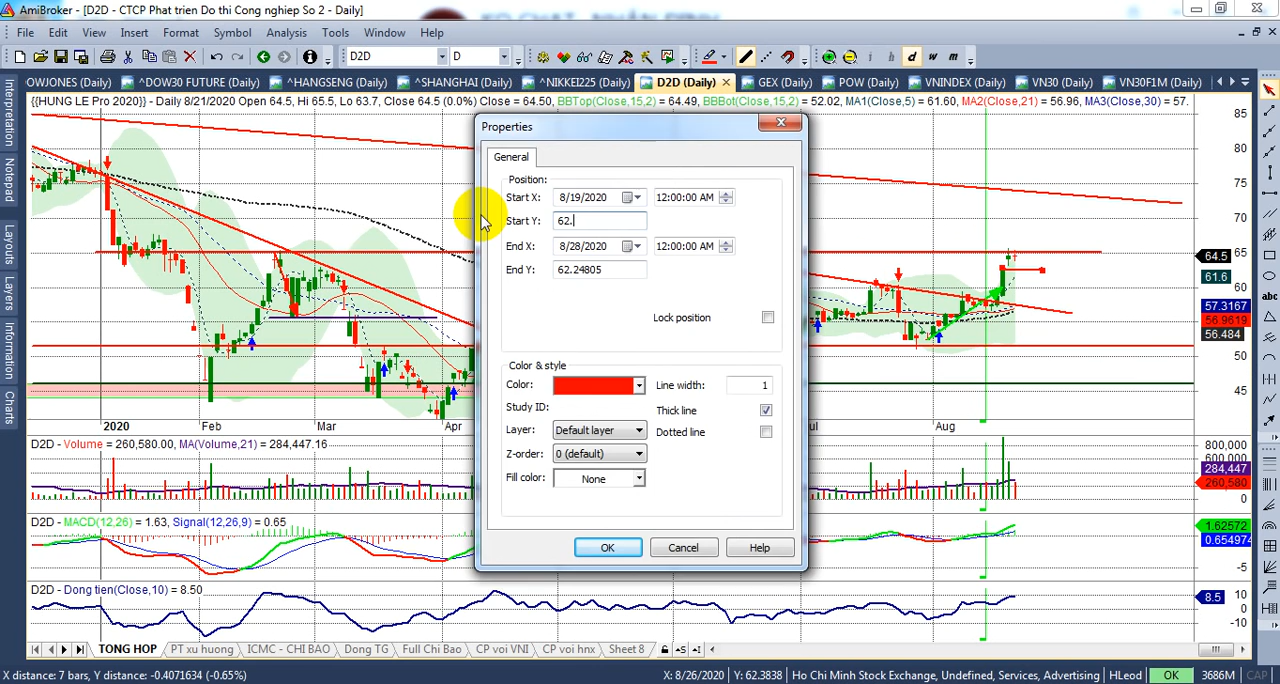 AmiBroker - [D2D - CTCP Phat trien Do thi Cong nghiep So 2 - Daily]
File Edit View Insert Format Symbol Analysis Tools Window Help
D2D D i h d w m
OWJONES (Daily) ^DOW30 FUTURE (Daily) ^HANGSENG (Daily) ^SHANGHAI (Daily) ^NIKKEI225 (Daily) D2D (Daily) GEX (Daily) POW (Daily) VNINDEX (Daily) VN30 (Daily) VN30F1M (Daily)
{{HUNG LE Pro 2020}} - Daily 8/21/2020 Open 64.5, Hi 65.5, Lo 63.7, Close 64.5 (0.0%) Close = 64.50, BBTop(Close,15,2) = 64.49, BBBot(Close,15,2) = 52.02, MA1(Close,5) = 61.60, MA2(Close,21) = 56.96, MA3(Close,30) = 57.
Interpretation
Notepad
Layouts
Layers
Information
Charts
Properties
General
Position:
Start X: 8/19/2020 12:00:00 AM
Start Y: 62.
End X: 8/28/2020 12:00:00 AM
End Y: 62.24805
Lock position
Color & style
Color: Line width: 1
Study ID: Thick line
Layer: Default layer Dotted line
Z-order: 0 (default)
Fill color: None
OK Cancel Help
85
80
75
70
65
64.5
61.6
60
57.3167
56.9619
56.484
55
50
45
abc
2020 Feb Mar Apr Jul Aug
D2D - Volume = 260,580.00, MA(Volume,21) = 284,447.16
800,000
600,000
284,447
260,580
0
D2D - MACD(12,26) = 1.63, Signal(12,26,9) = 0.65
1.62572
0.654974
D2D - Dong tien(Close,10) = 8.50
10
8.5
0
-10
TONG HOP PT xu huong ICMC - CHI BAO Dong TG Full Chi Bao CP voi VNI CP voi hnx Sheet 8
X distance: 7 bars, Y distance: -0.4071634 (-0.65%) X: 8/26/2020 Y: 62.3838 Ho Chi Minh Stock Exchange, Undefined, Services, Advertising HLeod OK 3686M CAP